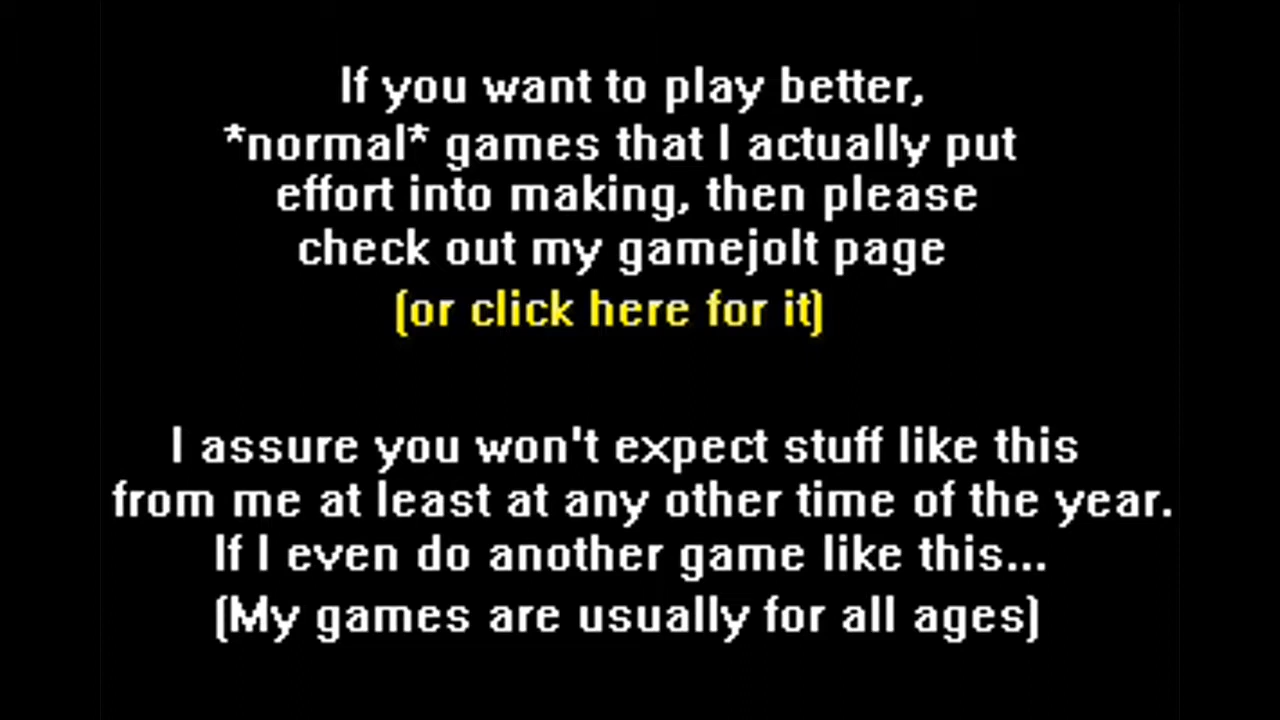 If you want to play better,
*normal* games that I actually put
effort into making, then please
check out my gamejolt page
(or click here for it)
I assure you won't expect stuff like this
from me at least at any other time of the year.
If I even do another game like this...
(My games are usually for all ages)